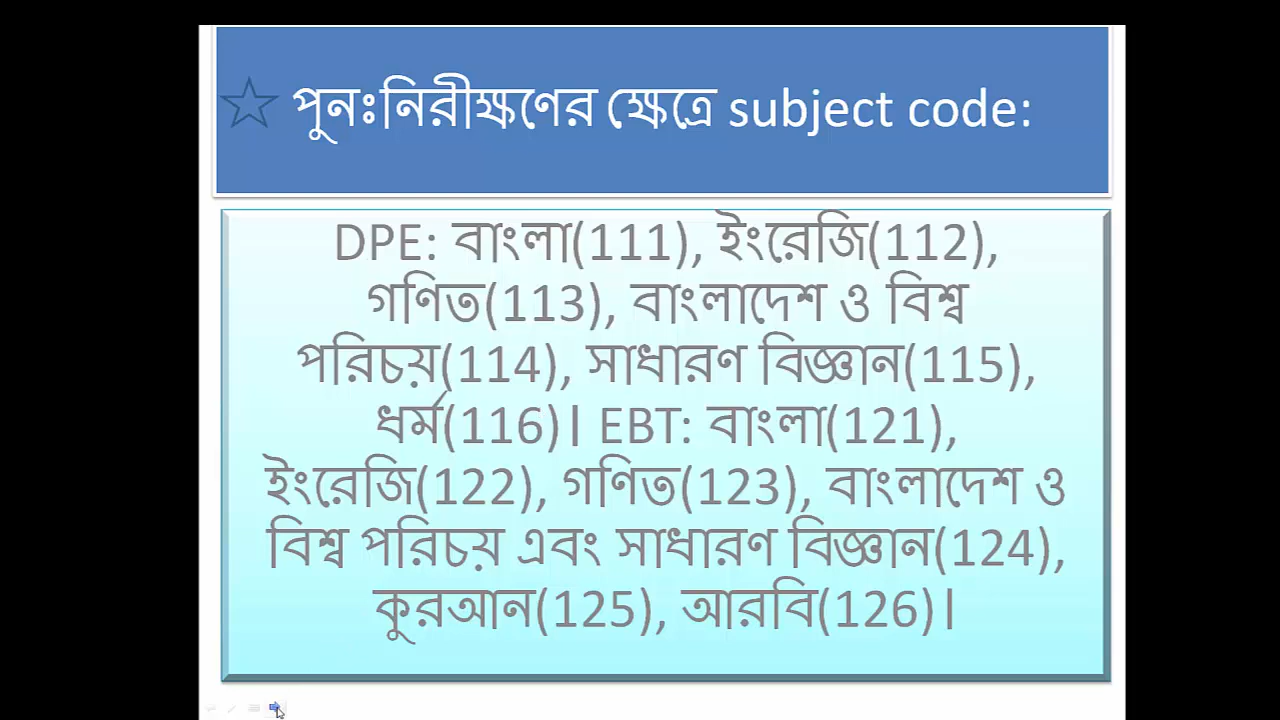 পুনঃনিরীক্ষণের ক্ষেত্রে subject code:
DPE: বাংলা(111), ইংরেজি(112),
গণিত(113), বাংলাদেশ ও বিশ্ব
পরিচয়(114), সাধারণ বিজ্ঞান(115),
ধর্ম(116)। EBT: বাংলা(121),
ইংরেজি(122), গণিত(123), বাংলাদেশ ও
বিশ্ব পরিচয় এবং সাধারণ বিজ্ঞান(124),
কুরআন(125), আরবি(126)।